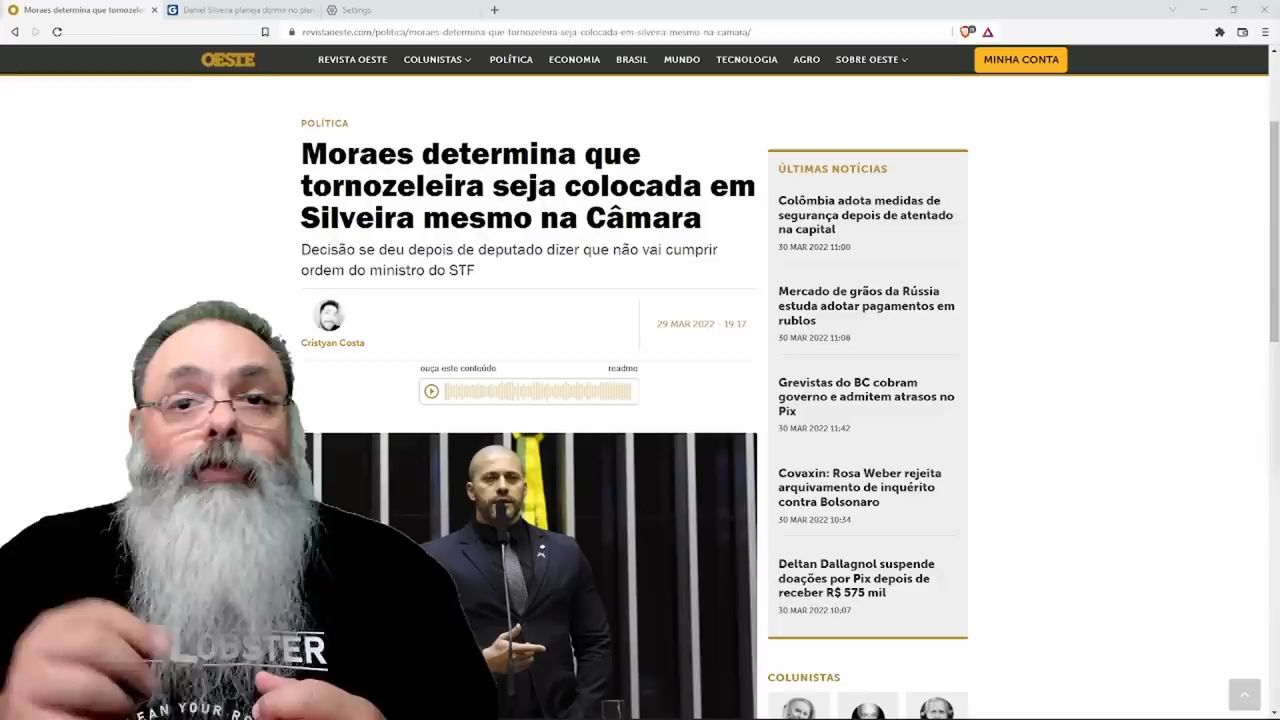 Moraes determina que tornozele
Daniel Silveira planeja dormir no plen
Settings
revistaoeste.com/politica/moraes-determina-que-tornozeleira-seja-colocada-em-silveira-mesmo-na-camara/
OESTE
REVISTA OESTE COLUNISTAS POLÍTICA ECONOMIA BRASIL MUNDO TECNOLOGIA AGRO SOBRE OESTE
MINHA CONTA
POLÍTICA
Moraes determina que
tornozeleira seja colocada em
Silveira mesmo na Câmara
Decisão se deu depois de deputado dizer que não vai cumprir
ordem do ministro do STF
Cristyan Costa
29 MAR 2022 - 19:17
ouça este conteúdo
readme
ÚLTIMAS NOTÍCIAS
Colômbia adota medidas de
segurança depois de atentado
na capital
30 MAR 2022 11:00
Mercado de grãos da Rússia
estuda adotar pagamentos em
rublos
30 MAR 2022 11:08
Grevistas do BC cobram
governo e admitem atrasos no
Pix
30 MAR 2022 11:42
Covaxin: Rosa Weber rejeita
arquivamento de inquérito
contra Bolsonaro
30 MAR 2022 10:34
Deltan Dallagnol suspende
doações por Pix depois de
receber R$ 575 mil
30 MAR 2022 10:07
COLUNISTAS
LOBSTER
YOUR